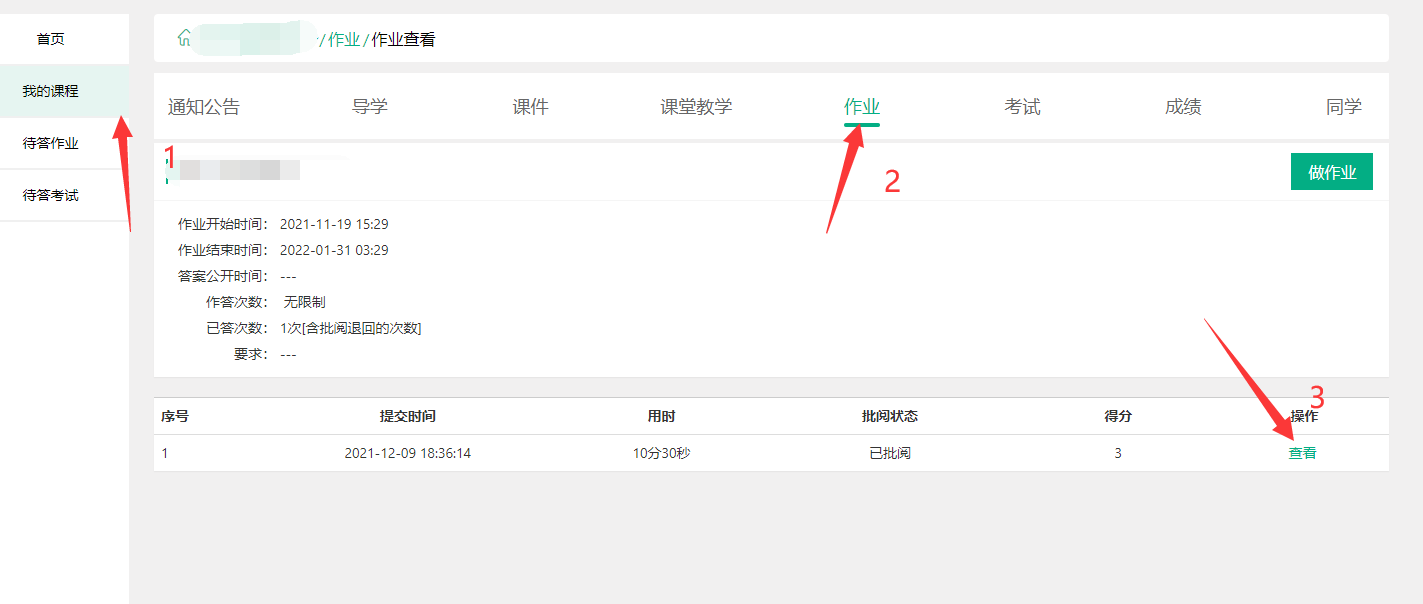 首页
我的课程
待答作业
待答考试
/作业/作业查看
通知公告 导学 课件 课堂教学 作业 考试 成绩 同学
1
2
做作业
作业开始时间: 2021-11-19 15:29
作业结束时间: 2022-01-31 03:29
答案公开时间: ---
作答次数: 无限制
已答次数: 1次[含批阅退回的次数]
要求: ---
3
序号 提交时间 用时 批阅状态 得分 操作
1 2021-12-09 18:36:14 10分30秒 已批阅 3 查看